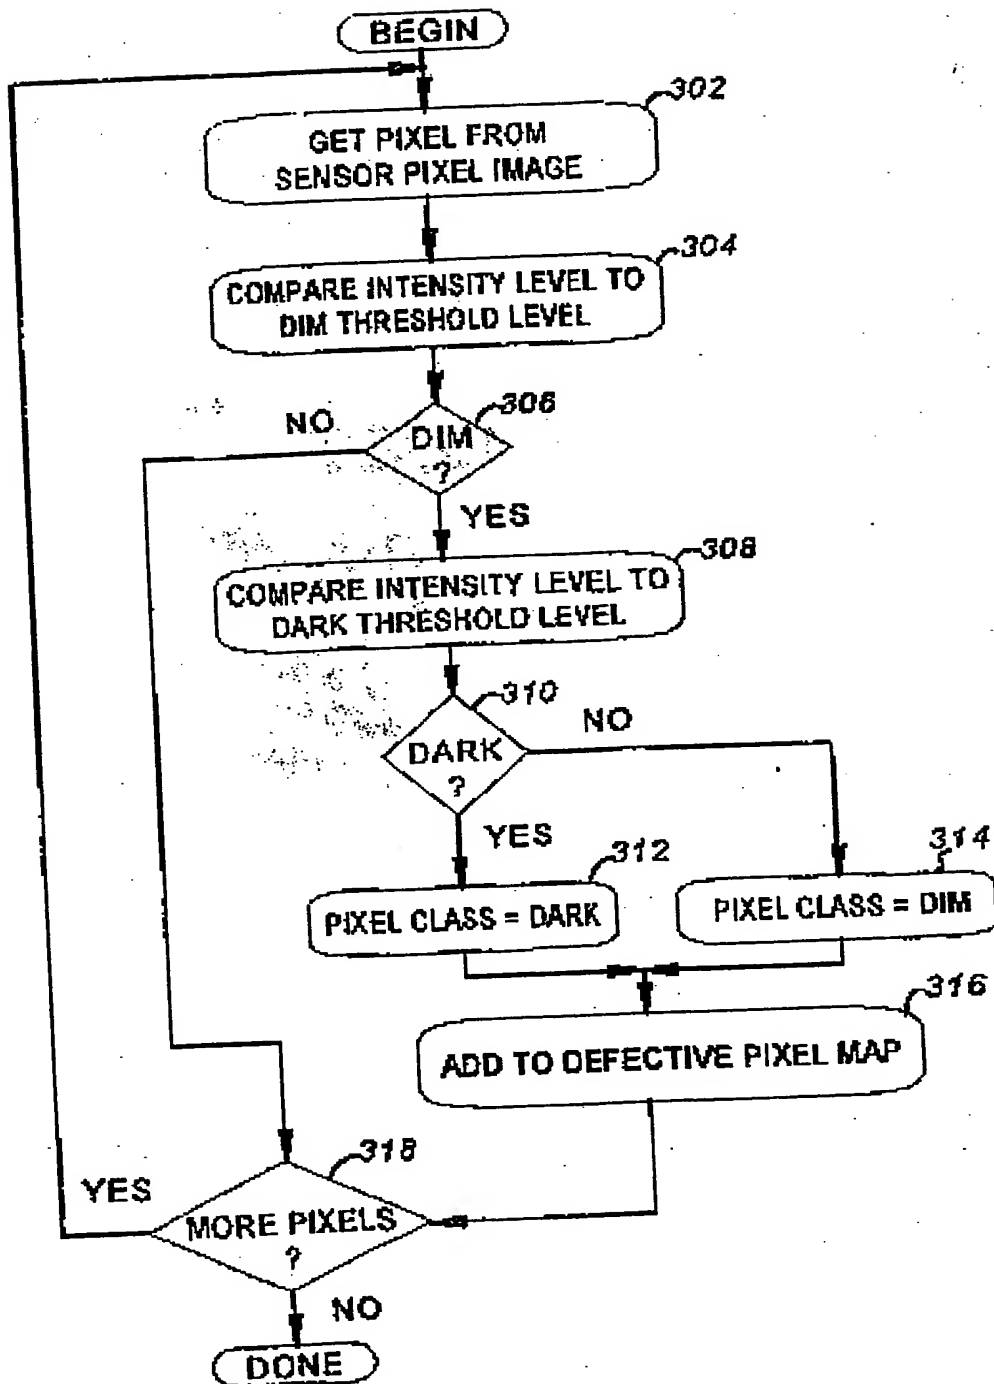 BEGIN
302
GET PIXEL FROM
SENSOR PIXEL IMAGE
304
COMPARE INTENSITY LEVEL TO
DIM THRESHOLD LEVEL
306
NO
DIM
?
YES
308
COMPARE INTENSITY LEVEL TO
DARK THRESHOLD LEVEL
310
NO
DARK
?
YES
312
314
PIXEL CLASS = DARK
PIXEL CLASS = DIM
316
ADD TO DEFECTIVE PIXEL MAP
318
YES
MORE PIXELS
?
NO
DONE